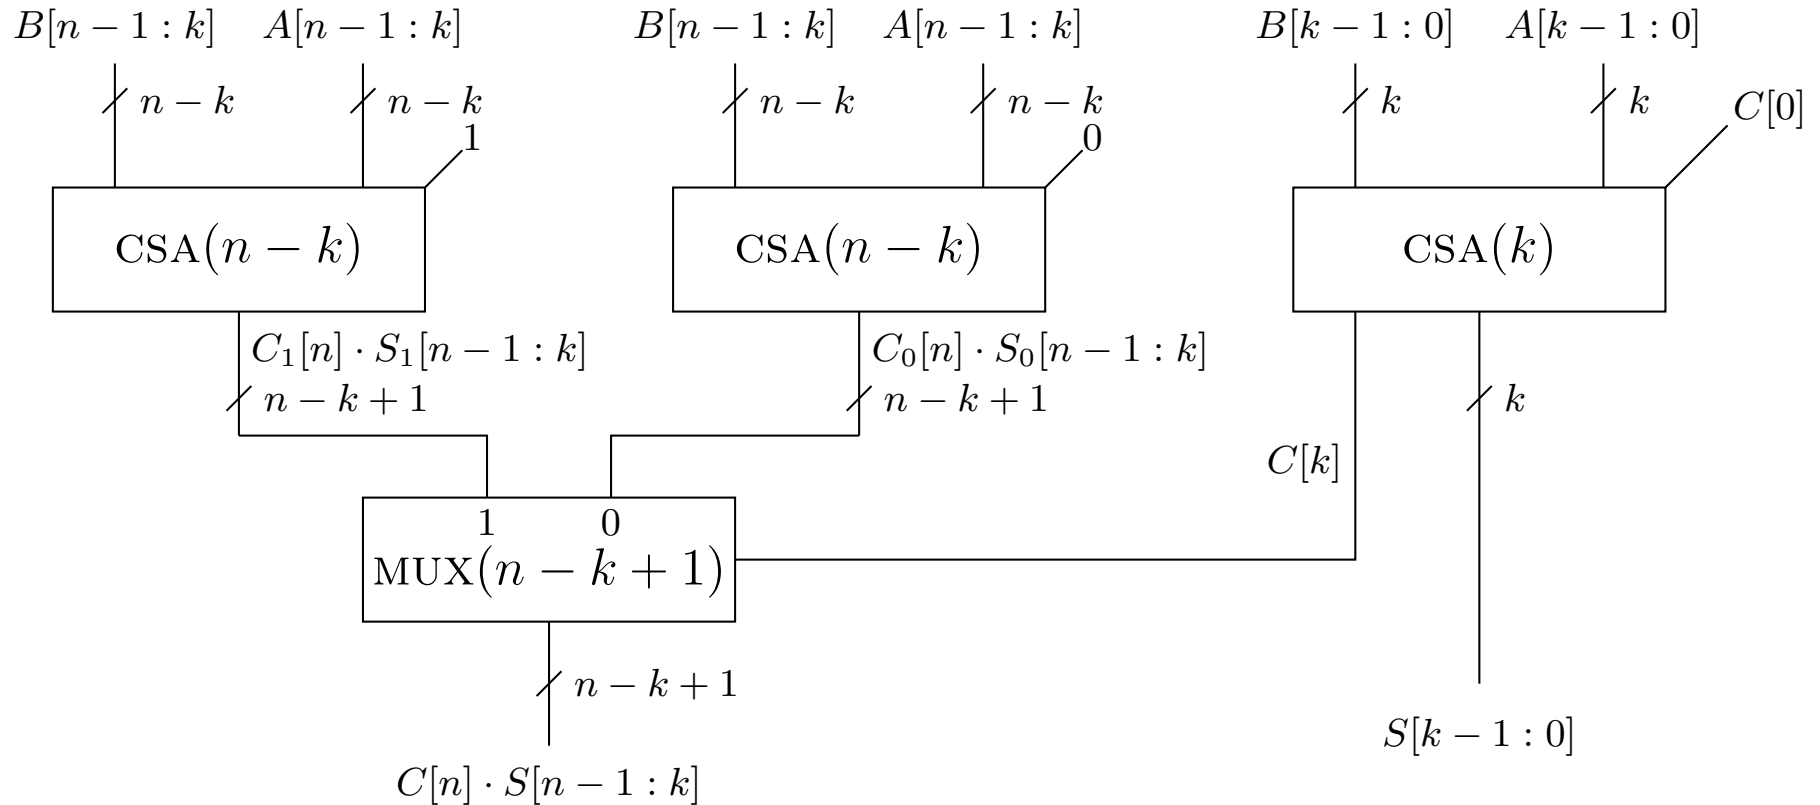 B[n − 1 : k] A[n − 1 : k] B[n − 1 : k] A[n − 1 : k] B[k − 1 : 0] A[k − 1 : 0]
n − k n − k n − k n − k k k C[0]
1 0
CSA(n − k) CSA(n − k) CSA(k)
C₁[n] · S₁[n − 1 : k] C₀[n] · S₀[n − 1 : k]
n − k + 1 n − k + 1 k
C[k]
1 0
MUX(n − k + 1)
n − k + 1
S[k − 1 : 0]
C[n] · S[n − 1 : k]